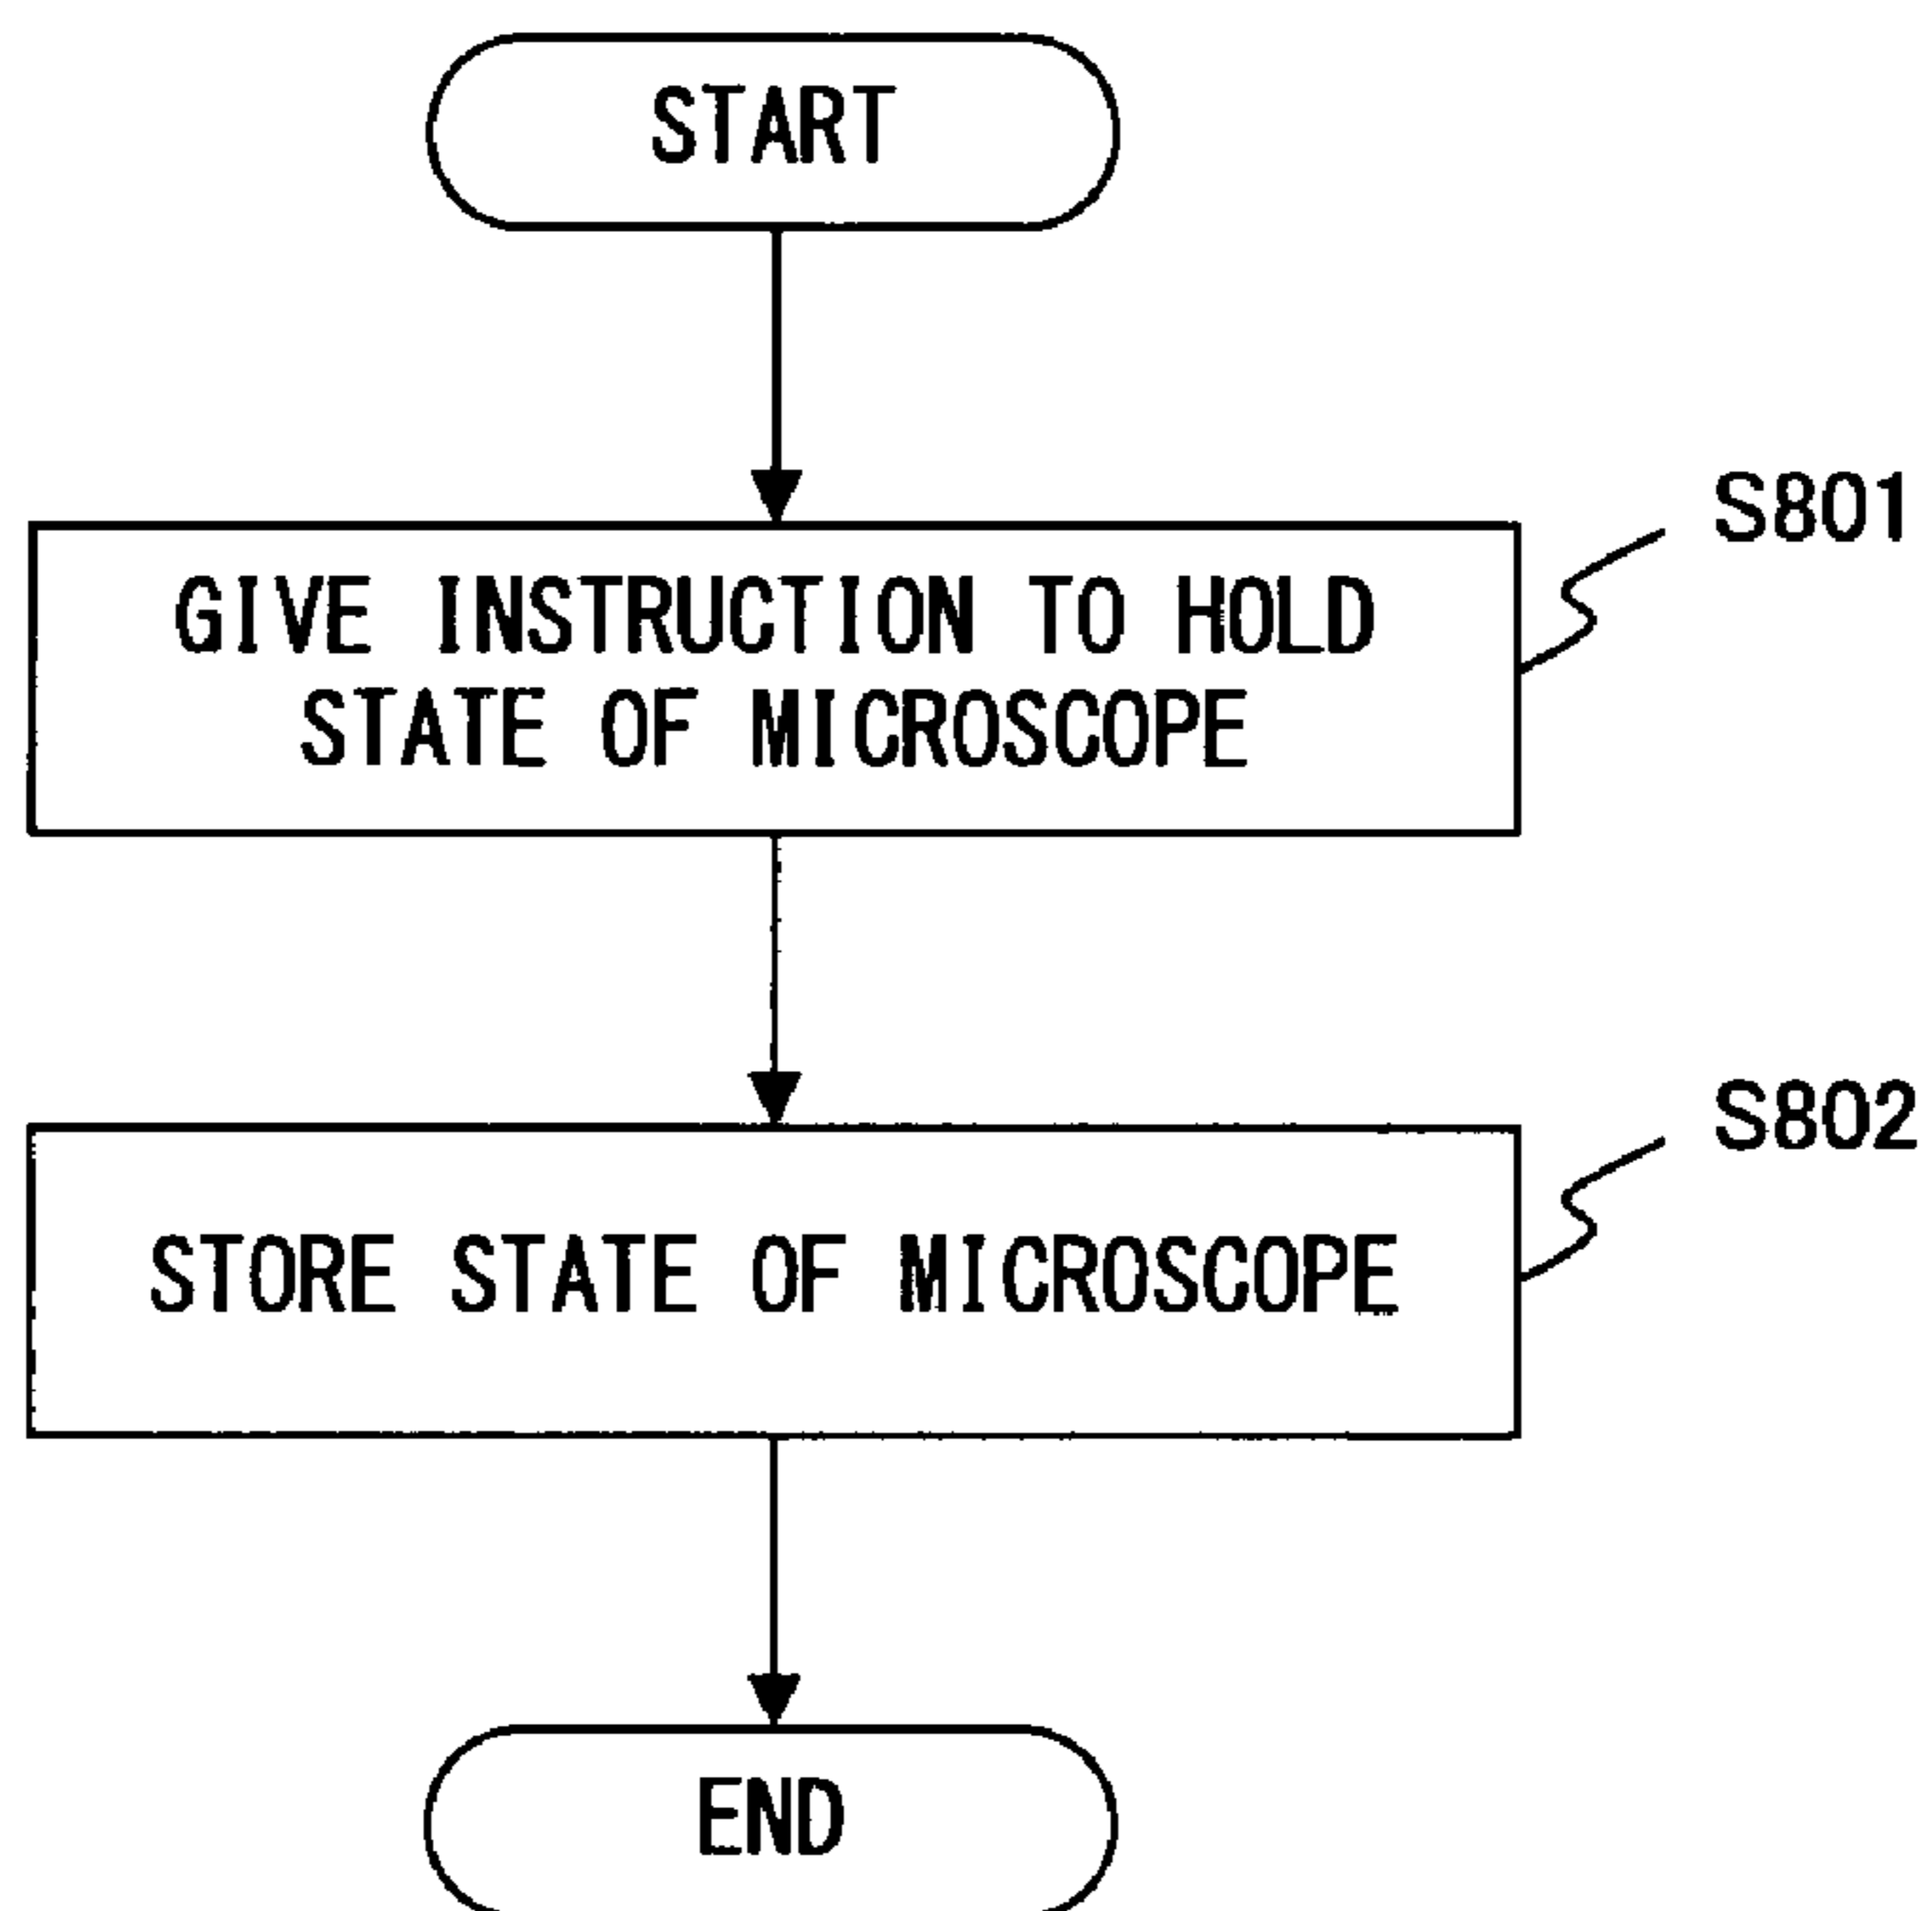 START
S801
GIVE INSTRUCTION TO HOLD
STATE OF MICROSCOPE
S802
STORE STATE OF MICROSCOPE
END